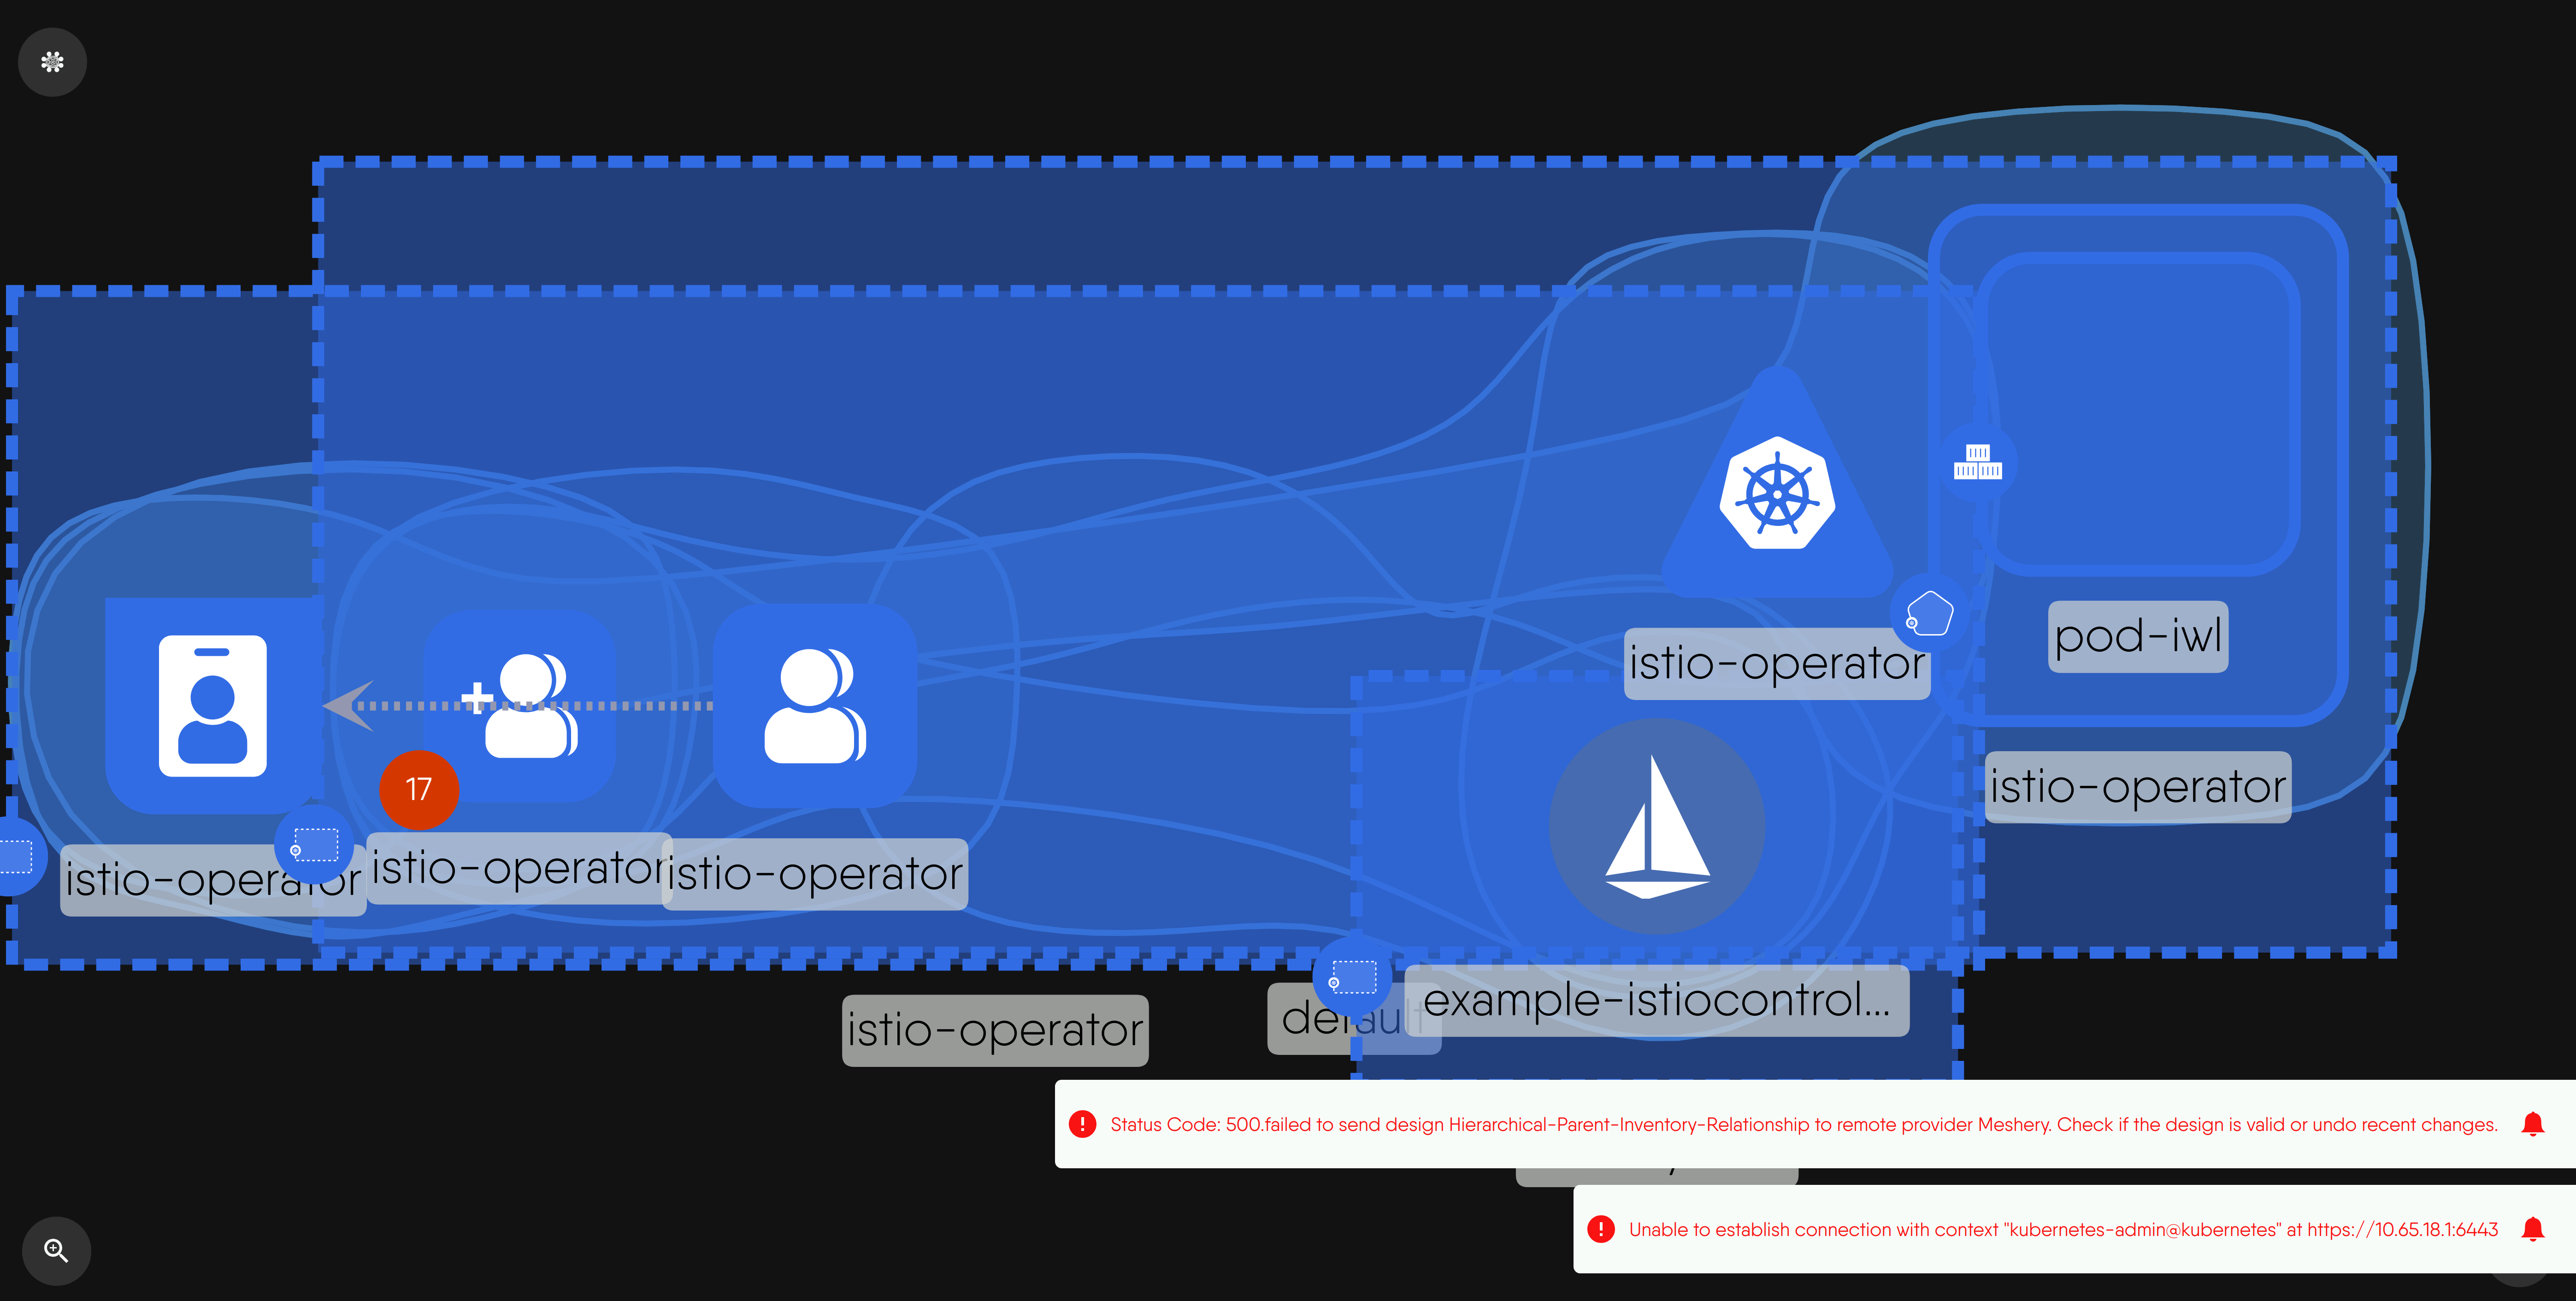 istio-operator
pod-iwl
istio-operator
17
istio-operator
istio-operator
istio-operator
istio-operator
default
example-istiocontrol...
Status Code: 500.failed to send design Hierarchical-Parent-Inventory-Relationship to remote provider Meshery. Check if the design is valid or undo recent changes.
Unable to establish connection with context "kubernetes-admin@kubernetes" at https://10.65.18.1:6443